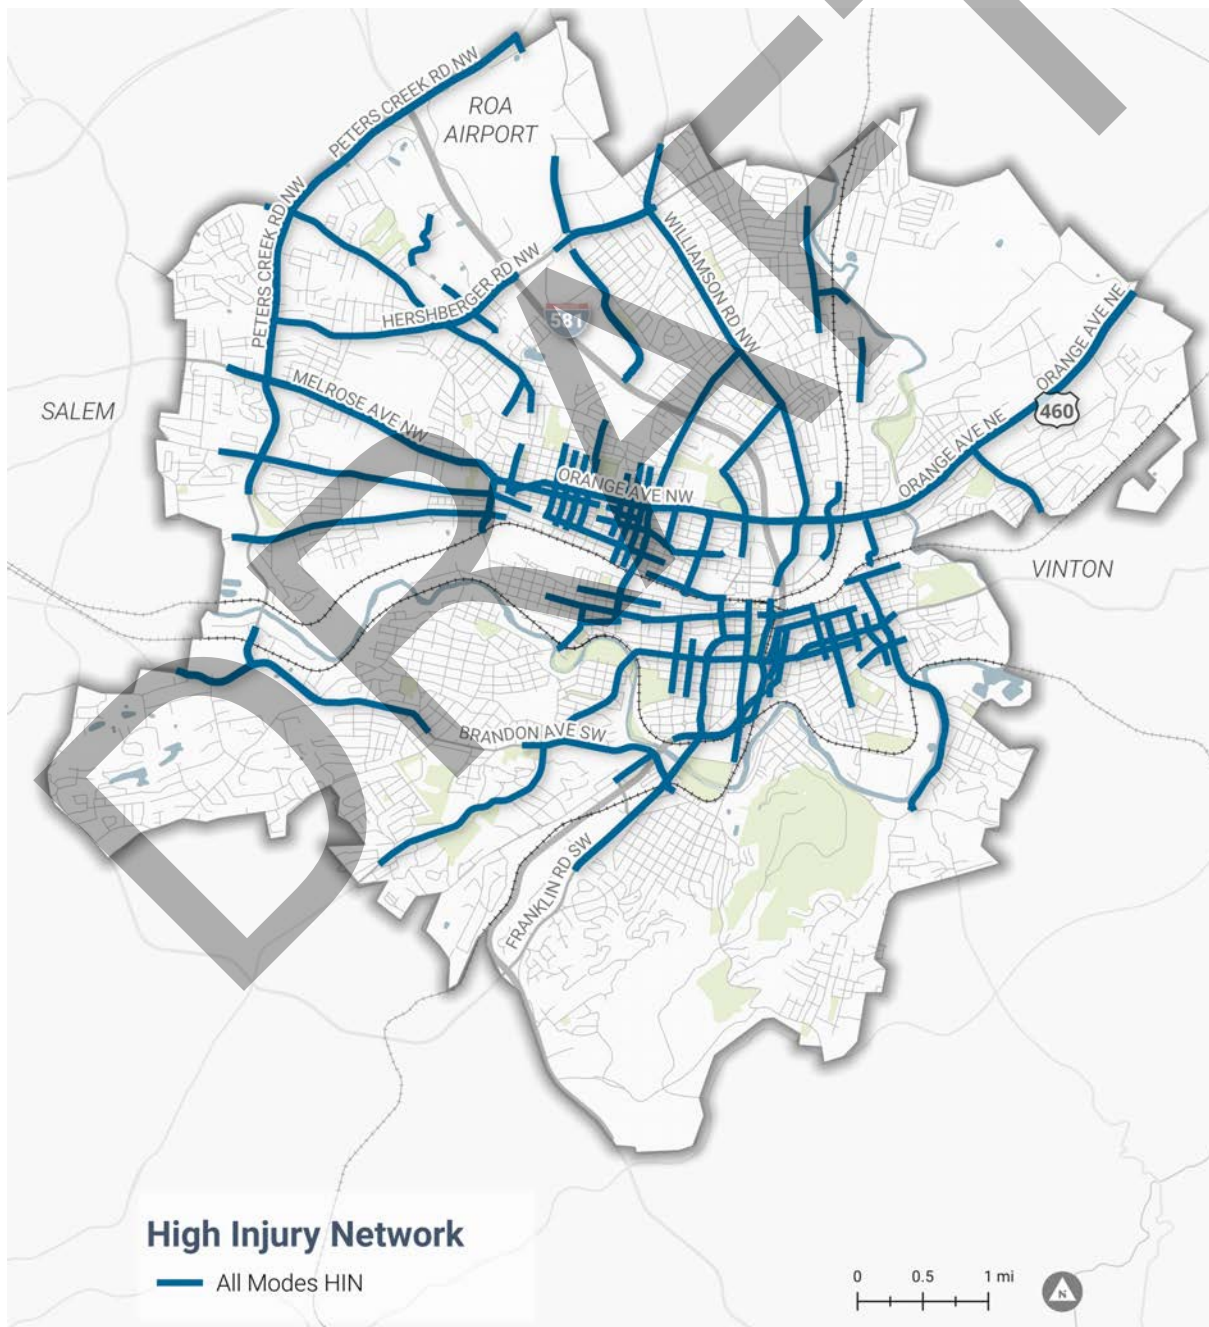 PETERS CREEK RD NW
ROA
AIRPORT
PETERS CREEK RD NW
WILLIAMSON RD NW
HERSHBERGER RD NW
581
ORANGE AVE NE
460
SALEM
MELROSE AVE NW
ORANGE AVE NE
ORANGE AVE NW
VINTON
BRANDON AVE SW
FRANKLIN RD SW
DRAFT
High Injury Network
All Modes HIN
0 0.5 1 mi
N